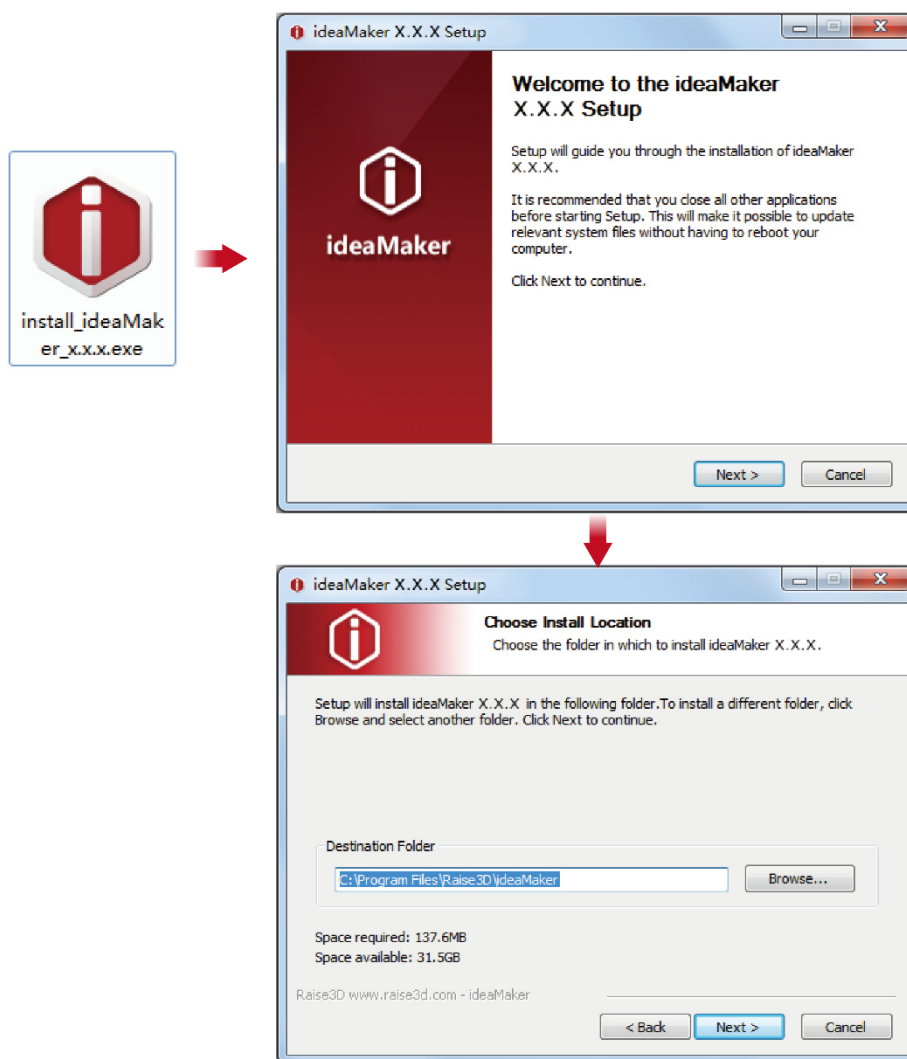 install_ideaMak
er_x.x.x.exe
ideaMaker X.X.X Setup
ideaMaker
Welcome to the ideaMaker
X.X.X Setup
Setup will guide you through the installation of ideaMaker
X.X.X.
It is recommended that you close all other applications
before starting Setup. This will make it possible to update
relevant system files without having to reboot your
computer.
Click Next to continue.
Next >
Cancel
ideaMaker X.X.X Setup
Choose Install Location
Choose the folder in which to install ideaMaker X.X.X.
Setup will install ideaMaker X.X.X in the following folder.To install a different folder, click
Browse and select another folder. Click Next to continue.
Destination Folder
C:\Program Files\Raise3D\ideaMaker
Browse...
Space required: 137.6MB
Space available: 31.5GB
Raise3D www.raise3d.com - ideaMaker
< Back
Next >
Cancel